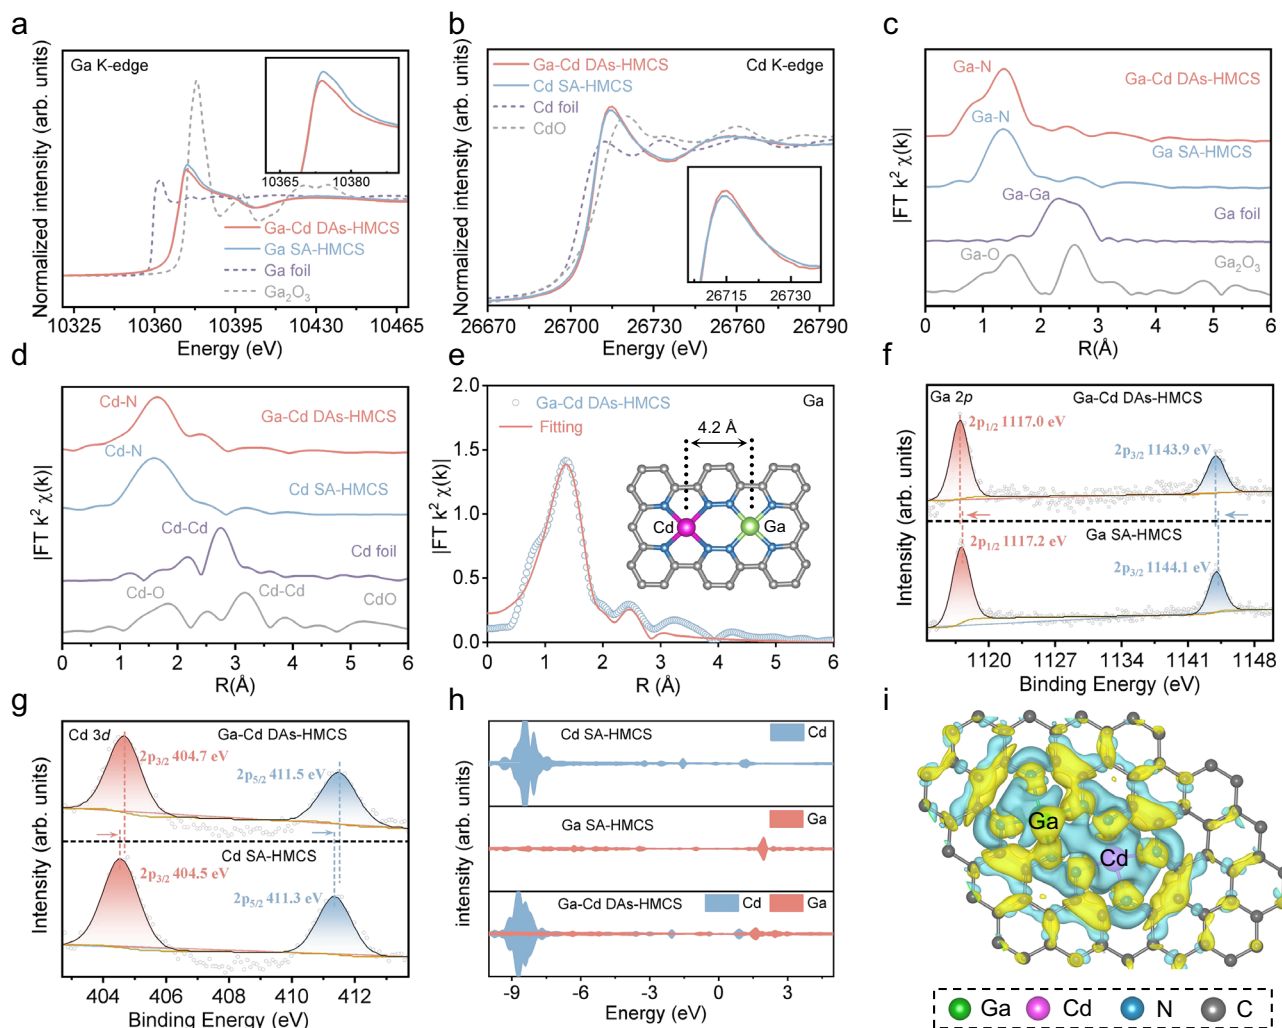 a
Normalized intensity (arb. units)
Ga K-edge
10365 10380
Ga-Cd DAs-HMCS
Ga SA-HMCS
Ga foil
Ga₂O₃
10325 10360 10395 10430 10465
Energy (eV)
b
Normalized intensity (arb. units)
Ga-Cd DAs-HMCS
Cd SA-HMCS
Cd foil
CdO
Cd K-edge
26715 26730
26670 26700 26730 26760 26790
Energy (eV)
c
|FT k² χ(k)|
Ga-N
Ga-Cd DAs-HMCS
Ga-N
Ga SA-HMCS
Ga-Ga
Ga foil
Ga-O
Ga₂O₃
0 1 2 3 4 5 6
R(Å)
d
|FT k² χ(k)|
Cd-N
Ga-Cd DAs-HMCS
Cd-N
Cd SA-HMCS
Cd-Cd
Cd foil
Cd-O
Cd-Cd
CdO
0 1 2 3 4 5 6
R(Å)
e
|FT k² χ(k)|
2.0
1.5
1.0
0.5
0.0
Ga-Cd DAs-HMCS
Fitting
Ga
4.2 Å
Cd
Ga
0 1 2 3 4 5 6
R (Å)
f
Intensity (arb. units)
Ga 2p
Ga-Cd DAs-HMCS
2p1/2 1117.0 eV
2p3/2 1143.9 eV
Ga SA-HMCS
2p1/2 1117.2 eV
2p3/2 1144.1 eV
1120 1127 1134 1141 1148
Binding Energy (eV)
g
Intensity (arb. units)
Cd 3d
Ga-Cd DAs-HMCS
2p3/2 404.7 eV
2p5/2 411.5 eV
Cd SA-HMCS
2p3/2 404.5 eV
2p5/2 411.3 eV
404 406 408 410 412
Binding Energy (eV)
h
intensity (arb. units)
Cd SA-HMCS
Cd
Ga SA-HMCS
Ga
Ga-Cd DAs-HMCS
Cd
Ga
-9 -6 -3 0 3
Energy (eV)
i
Ga
Cd
Ga Cd N C